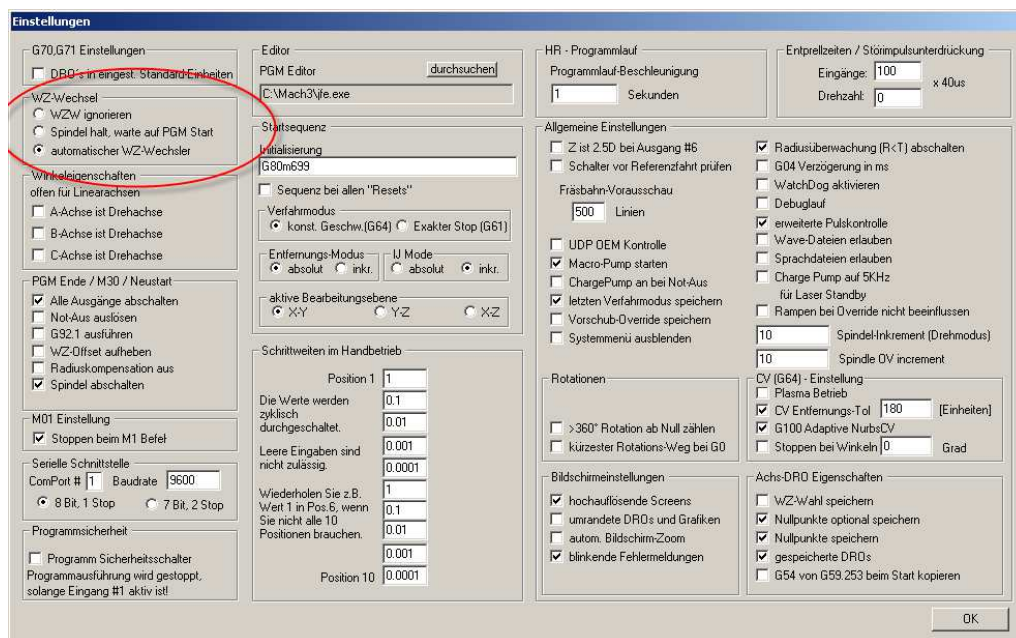 Einstellungen
G70,G71 Einstellungen
DRO's in eingest. Standard-Einheiten
WZ-Wechsel
WZW ignorieren
Spindel halt, warte auf PGM Start
automatischer WZ-Wechsler
Winkeleigenschaften
offen für Linearachsen
A-Achse ist Drehachse
B-Achse ist Drehachse
C-Achse ist Drehachse
PGM Ende / M30 / Neustart
Alle Ausgänge abschalten
Not-Aus auslösen
G92.1 ausführen
WZ-Offset aufheben
Radiuskompensation aus
Spindel abschalten
M01 Einstellung
Stoppen beim M1 Befel
Serielle Schnittstelle
ComPort # 1 Baudrate 9600
8 Bit, 1 Stop 7 Bit, 2 Stop
Programmsicherheit
Programm Sicherheitsschalter
Programmausführung wird gestoppt,
solange Eingang #1 aktiv ist!
Editor
PGM Editor durchsuchen
C:\Mach3\jfe.exe
Startsequenz
Initialisierung
G80m699
Sequenz bei allen "Resets"
Verfahrmodus
konst. Geschw.(G64) Exakter Stop (G61)
Entfernungs-Modus IJ Mode
absolut inkr. absolut inkr.
aktive Bearbeitungsebene
X-Y Y-Z X-Z
Schrittweiten im Handbetrieb
Position 1 1
Die Werte werden 0.1
zyklisch
durchgeschaltet. 0.01
Leere Eingaben sind 0.001
nicht zulässig. 0.0001
Wiederholen Sie z.B. 1
Wert 1 in Pos.6, wenn 0.1
Sie nicht alle 10
Positionen brauchen. 0.01
0.001
Position 10 0.0001
HR - Programmlauf
Programmlauf-Beschleunigung
1 Sekunden
Entprellzeiten / Störimpulsunterdrückung
Eingänge: 100
x 40us
Drehzahl: 0
Allgemeine Einstellungen
Z ist 2.5D bei Ausgang #6
Schalter vor Referenzfahrt prüfen
Fräsbahn-Vorausschau
500 Linien
UDP OEM Kontrolle
Macro-Pump starten
ChargePump an bei Not-Aus
letzten Verfahrmodus speichern
Vorschub-Override speichern
Systemmenü ausblenden
Radiusüberwachung (R<T) abschalten
G04 Verzögerung in ms
WatchDog aktivieren
Debuglauf
erweiterte Pulskontrolle
Wave-Dateien erlauben
Sprachdateien erlauben
Charge Pump auf 5KHz
für Laser Standby
Rampen bei Override nicht beeinflussen
10 Spindel-Inkrement (Drehmodus)
10 Spindle OV increment
Rotationen
>360° Rotation ab Null zählen
kürzester Rotations-Weg bei G0
CV (G64) - Einstellung
Plasma Betrieb
CV Entfernungs-Tol 180 [Einheiten]
G100 Adaptive NurbsCV
Stoppen bei Winkeln 0 Grad
Bildschirmeinstellungen
hochauflösende Screens
umrandete DROs und Grafiken
autom. Bildschirm-Zoom
blinkende Fehlermeldungen
Achs-DRO Eigenschaften
WZ-Wahl speichern
Nullpunkte optional speichern
Nullpunkte speichern
gespeicherte DROs
G54 von G59.253 beim Start kopieren
OK